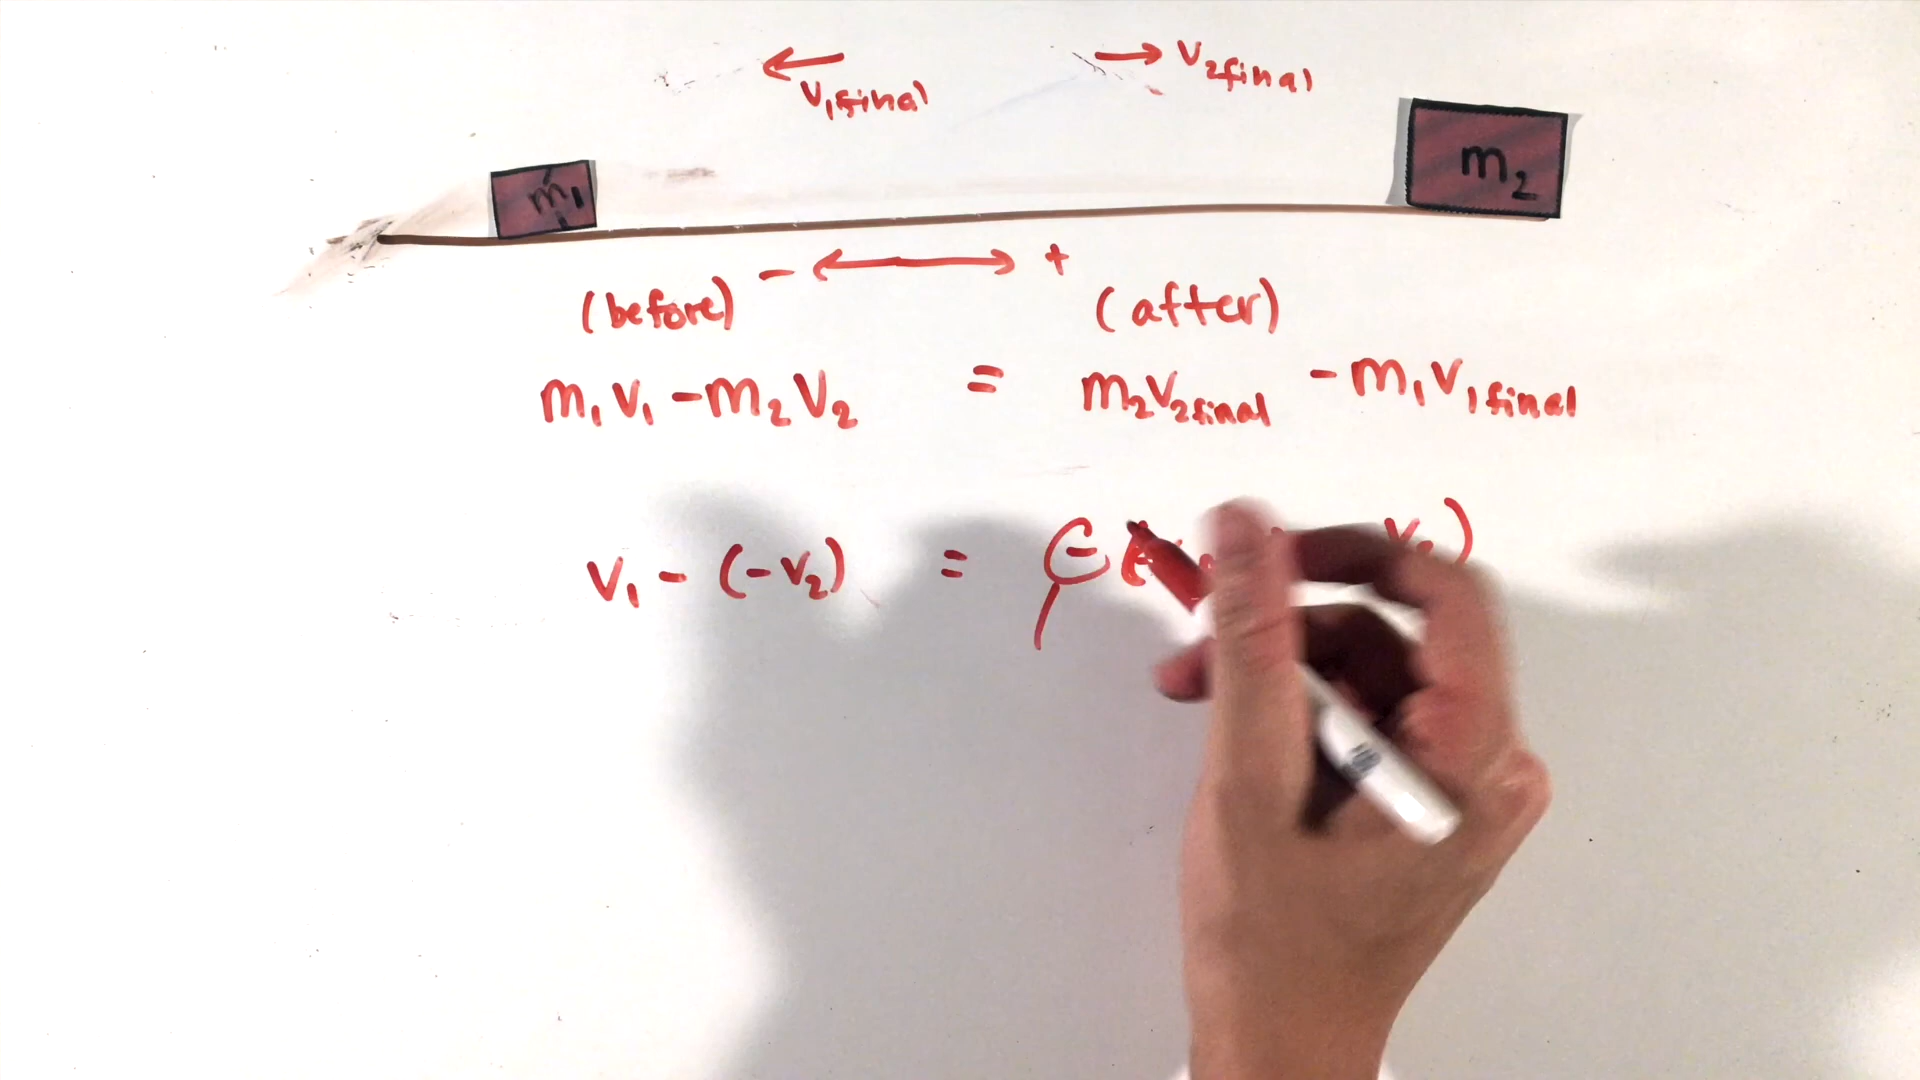 ← → v₂final
v₁final
m₁ m₂
- ⟷ +
(before) (after)
m₁v₁ - m₂v₂ = m₂v₂final - m₁v₁final
v₁ - (-v₂) =